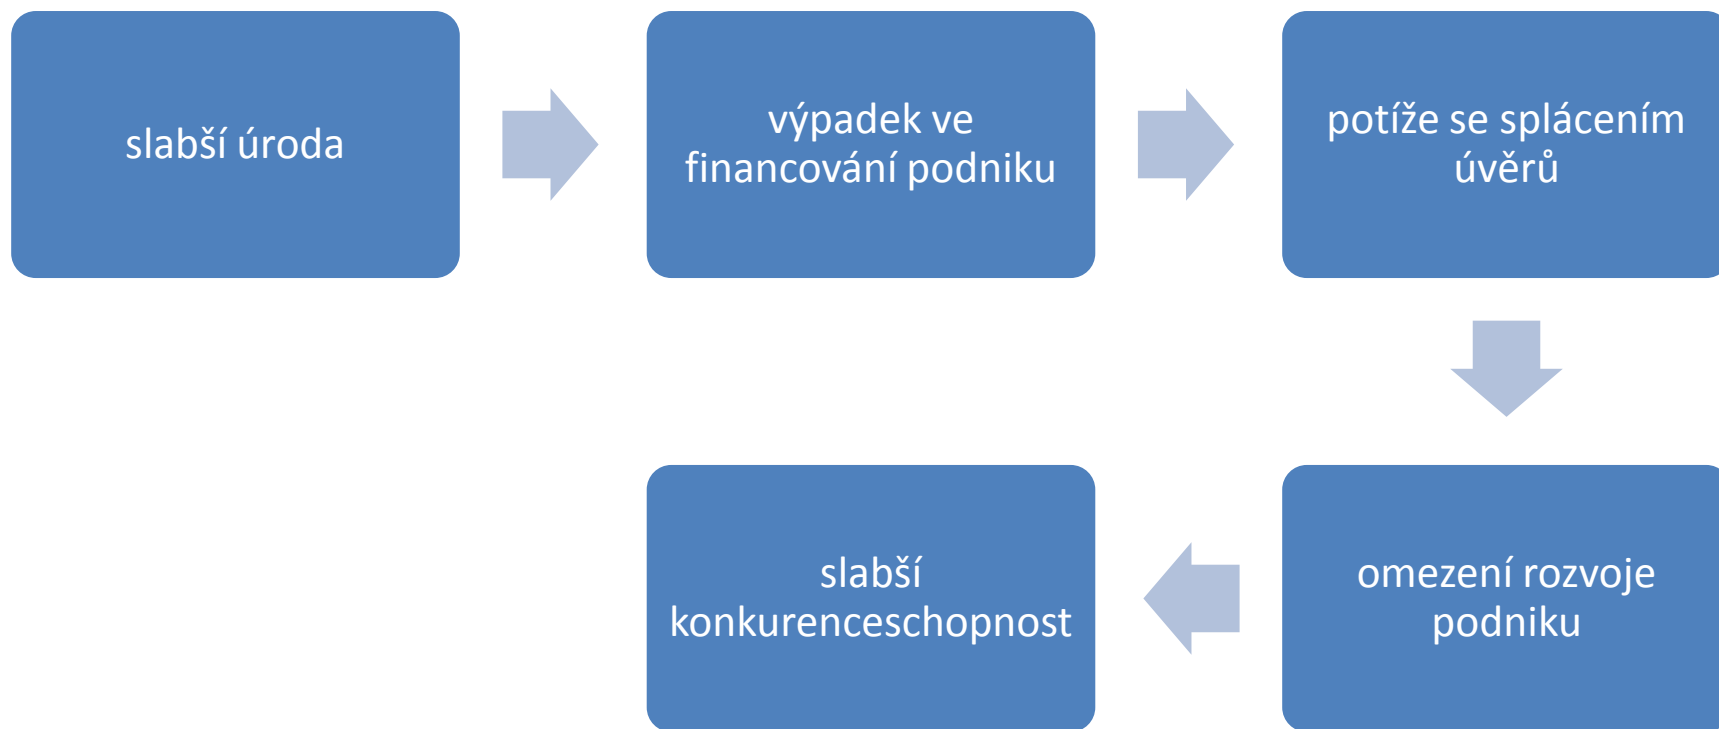 slabší úroda
výpadek ve
financování podniku
potíže se splácením
úvěrů
omezení rozvoje
podniku
slabší
konkurenceschopnost